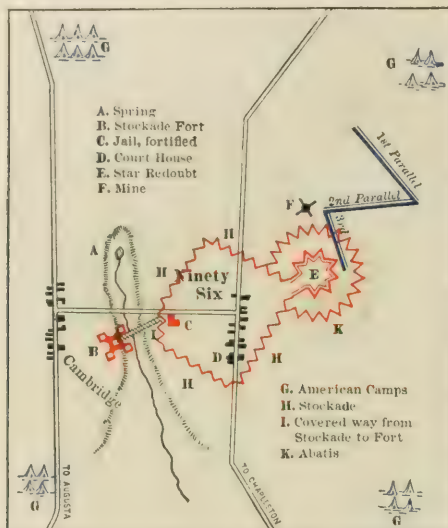 G
G
A. Spring
B. Stockade Fort
C. Jail, fortified
D. Court House
E. Star Redoubt
F. Mine
1st Parallel
2nd Parallel
3rd
F
H
A
H
Ninety
Six
E
H
I
C
K
B
D
H
H
Cambridge
G. American Camps
H. Stockade
I. Covered way from
Stockade to Fort
K. Abatis
G
TO AUGUSTA
TO CHARLESTON
G